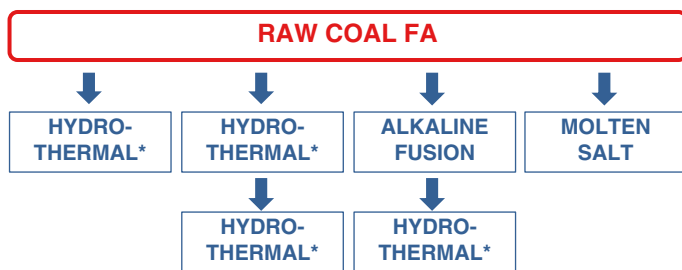 RAW COAL FA
HYDRO-
THERMAL*
HYDRO-
THERMAL*
ALKALINE
FUSION
MOLTEN
SALT
HYDRO-
THERMAL*
HYDRO-
THERMAL*